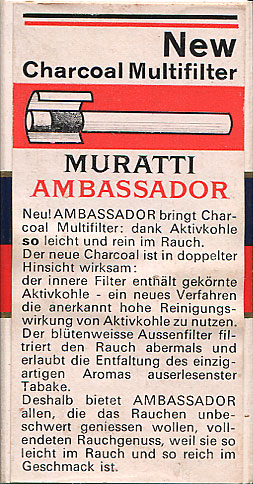 New
Charcoal Multifilter
MURATTI
AMBASSADOR
Neu! AMBASSADOR bringt Char-
coal Multifilter: dank Aktivkohle
so leicht und rein im Rauch.
Der neue Charcoal ist in doppelter
Hinsicht wirksam:
der innere Filter enthält gekörnte
Aktivkohle - ein neues Verfahren
die anerkannt hohe Reinigungs-
wirkung von Aktivkohle zu nutzen.
Der blütenweisse Aussenfilter fil-
triert den Rauch abermals und
erlaubt die Entfaltung des einzig-
artigen Aromas auserlesenster
Tabake.
Deshalb bietet AMBASSADOR
allen, die das Rauchen unbe-
schwert geniessen wollen, voll-
endeten Rauchgenuss, weil sie so
leicht im Rauch und so reich im
Geschmack ist.